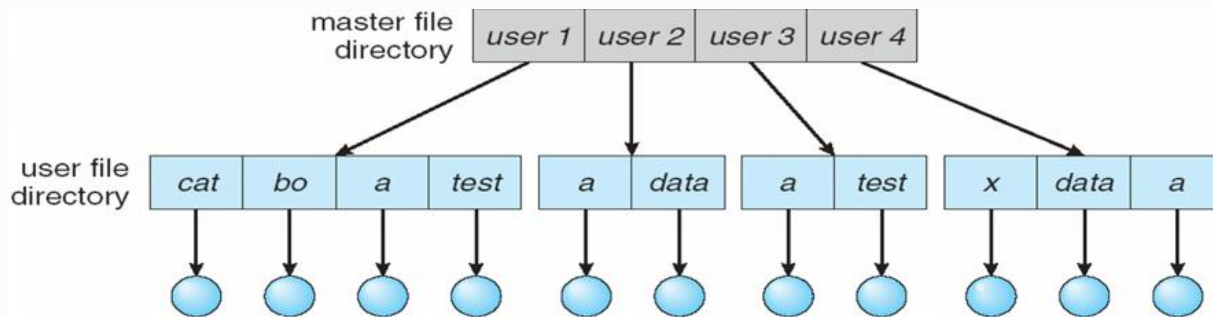 master file
directory
user 1 user 2 user 3 user 4
user file
directory
cat bo a test a data a test x data a